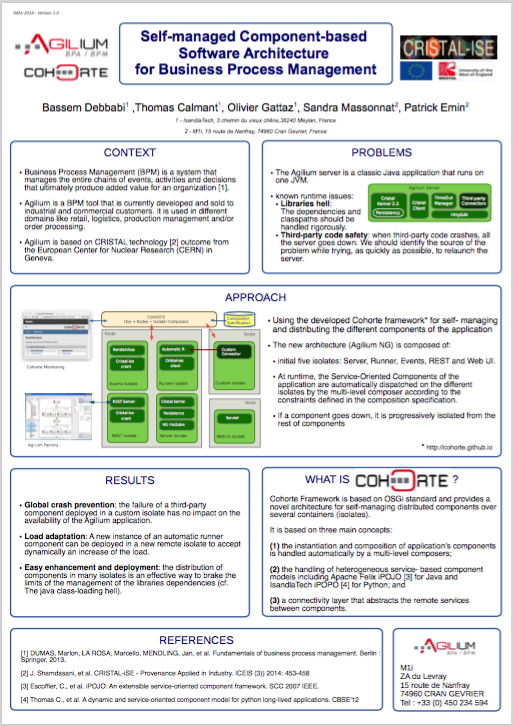 Self-managed Component-based
Software Architecture
for Business Process Management
AGILIUM
BPA / BPM
COHORTE
CRISTAL-ISE
University of the
West of England
BRISTOL
Bassem Debbabi1 ,Thomas Calmant1, Olivier Gattaz1, Sandra Massonnat2, Patrick Emin2
1 - IsandlaTech, 3 chemin du vieux chêne,38240 Meylan, France
2 - M1i, 15 route de Nanfray, 74960 Cran Gevrier, France
CONTEXT
• Business Process Management (BPM) is a system
that manages the entire chains of events, activities and decisions
that ultimately produce added value for an organization [1].
• Agilium is a BPM tool that is currently developed and sold to
industrial and commercial customers. It is used in different
domains like retail, logistics, production management and/or
order processing.
• Agilium is based on CRISTAL technology [2] outcome from
the European Center for Nuclear Research (CERN) in
Geneva.
PROBLEMS
• The Agilium server is a classic Java application that runs on
one JVM.
• known runtime issues:
• Libraries hell:
The dependencies and
classpaths should be
handled rigorously.
Agilium Server
Cristal
Kernel 2.3
Persistency
Cristal
Client
TimeOut
Manager
Third-party
Connectors
• Third-party code safety: when third-party code crashes, all
the server goes down. We should identify the source of the
problem while trying, as quickly as possible, to relaunch the
server.
APPROACH
COHORTE
Composition
Specification
Node
Node
Cristal-ise
client
Events Isolate
Cristal-ise
client
Runner Isolate
Custom
Connector
Custom Isolate
REST Server
Cristal-ise
client
REST Isolate
Cristal kernel
Persistence
NG modules
Server Isolate
Node
Servlet
Web UI Isolate
Cohorte Monitoring
Agilium Factory
• Using the developed Cohorte framework* for self- managing
and distributing the different components of the application
• The new architecture (Agilium NG) is composed of:
• initial five isolates: Server, Runner, Events, REST and Web UI.
• At runtime, the Service-Oriented Components of the
application are automatically dispatched on the different
isolates by the multi-level composer according to the
constraints defined in the composition specification.
• If a component goes down, it is progressively isolated from the
rest of components
* http://cohorte.github.io
RESULTS
• Global crash prevention: the failure of a third-party
component deployed in a custom isolate has no impact on the
availability of the Agilium application.
• Load adaptation: A new instance of an automatic runner
component can be deployed in a new remote isolate to accept
dynamically an increase of the load.
• Easy enhancement and deployment: the distribution of
components in many isolates is an effective way to brake the
limits of the management of the libraries dependencies (cf.
The java class-loading hell).
WHAT IS COHORTE ?
Cohorte Framework is based on OSGi standard and provides a
novel architecture for self-managing distributed components over
several containers (isolates).
It is based on three main concepts:
(1) the instantiation and composition of application's components
is handled automatically by a multi-level composers;
(2) the handling of heterogeneous service- based component
models including Apache Felix iPOJO [3] for Java and
IsandlaTech iPOPO [4] for Python; and
(3) a connectivity layer that abstracts the remote services
between components.
REFERENCES
[1] DUMAS, Marlon, LA ROSA, Marcello, MENDLING, Jan, et al. Fundamentals of business process management. Berlin :
Springer, 2013.
[2] J. Shamdasani, et al. CRISTAL-ISE - Provenance Applied in Industry. ICEIS (3)) 2014: 453-458
[3] Escoffier, C., et al. iPOJO: An extensible service-oriented component framework. SCC 2007 IEEE.
[4] Thomas C., et al. A dynamic and service-oriented component model for python long-lived applications. CBSE'12
AGILIUM
BPA / BPM
M1i
ZA du Levray
15 route de Nanfray
74960 CRAN GEVRIER
Tel : +33 (0) 450 234 594